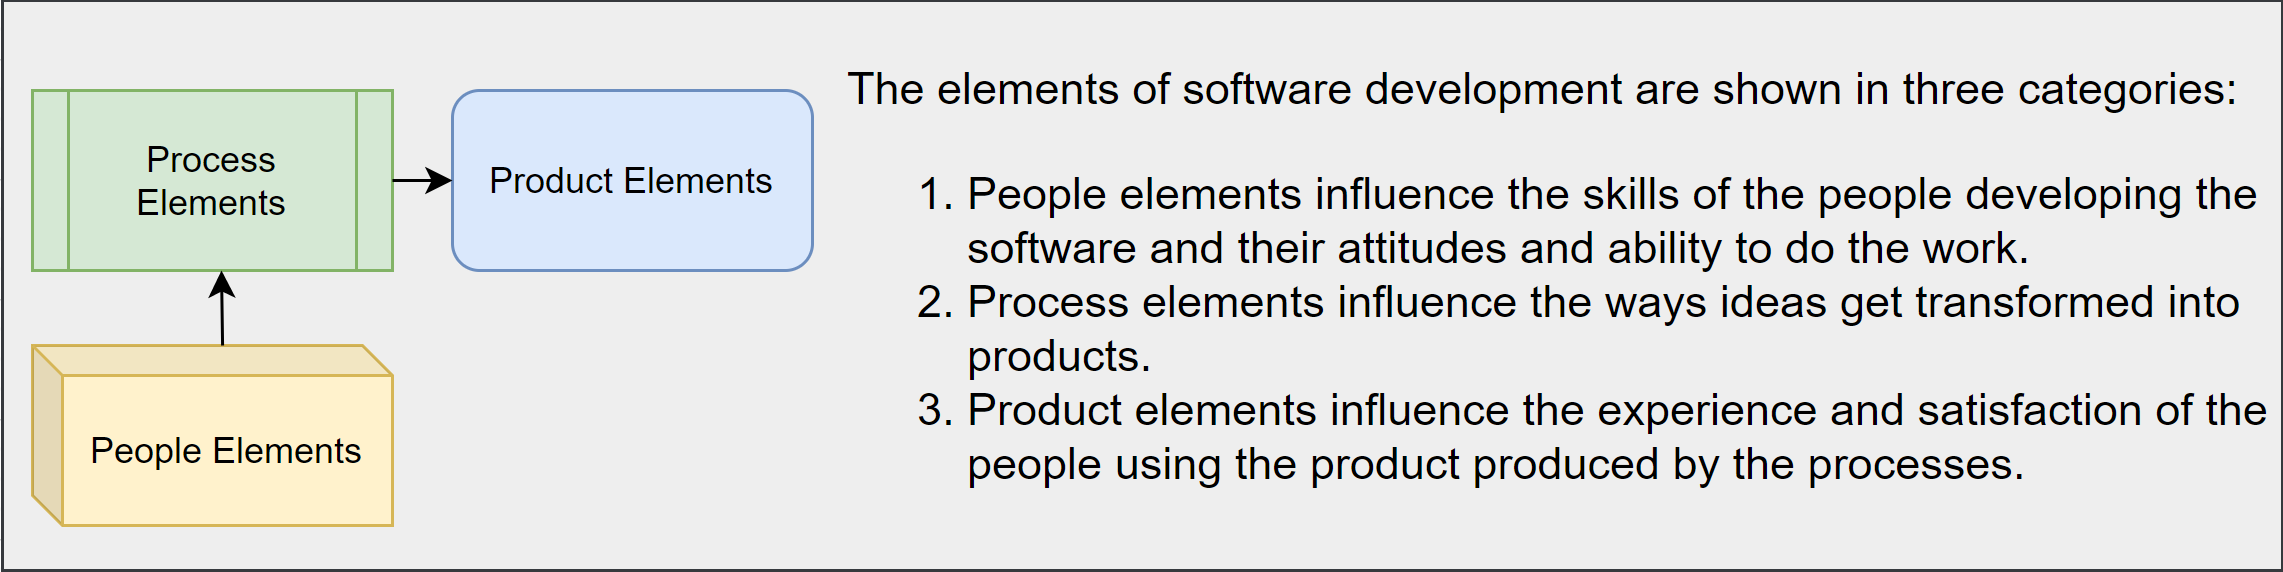 Process
Elements
Product Elements
People Elements
The elements of software development are shown in three categories:
1. People elements influence the skills of the people developing the
software and their attitudes and ability to do the work.
2. Process elements influence the ways ideas get transformed into
products.
3. Product elements influence the experience and satisfaction of the
people using the product produced by the processes.